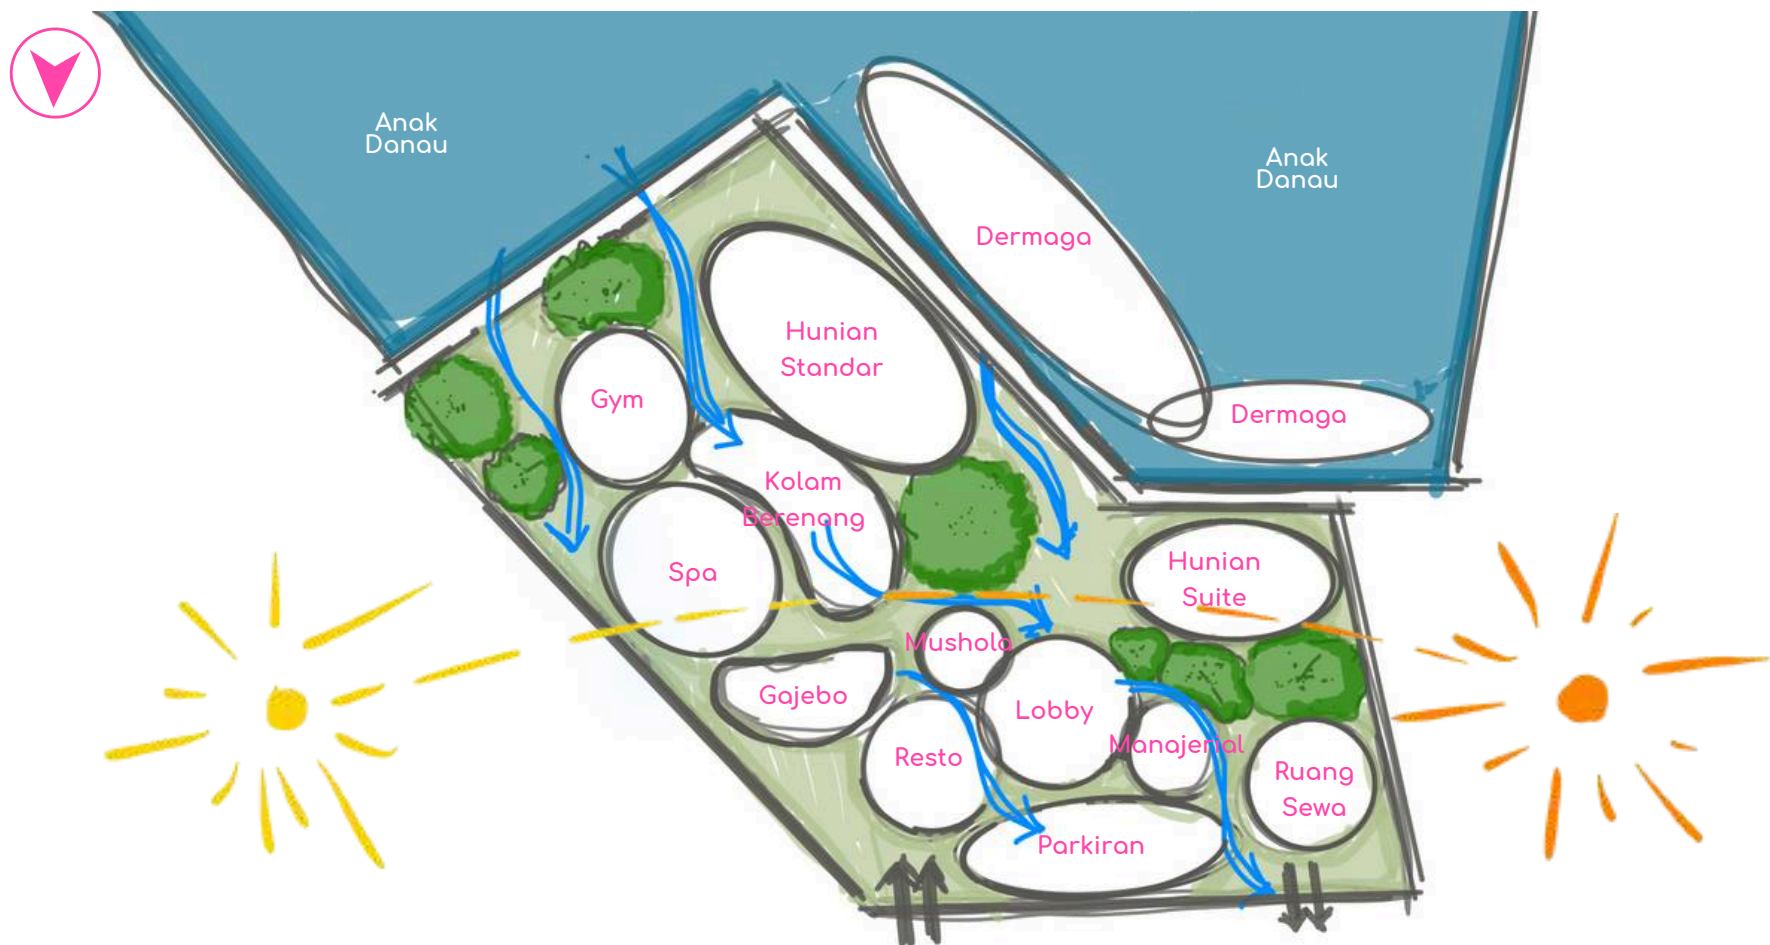 Anak
Danau
Anak
Danau
Dermaga
Hunian
Standar
Gym
Dermaga
Kolam
Berenang
Spa
Hunian
Suite
Mushola
Gajebo
Lobby
Manajerial
Resto
Ruang
Sewa
Parkiran